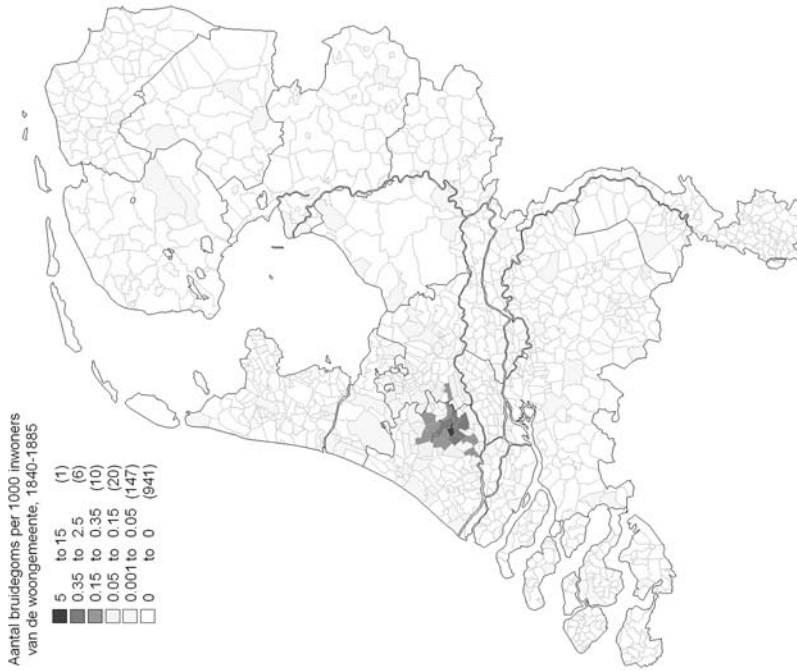 Aantal bruidegoms per 1000 inwoners
van de woongemeente, 1840-1885
5 to 15 (1)
0.35 to 2.5 (6)
0.15 to 0.35 (10)
0.05 to 0.15 (20)
0.001 to 0.05 (147)
0 to 0 (941)